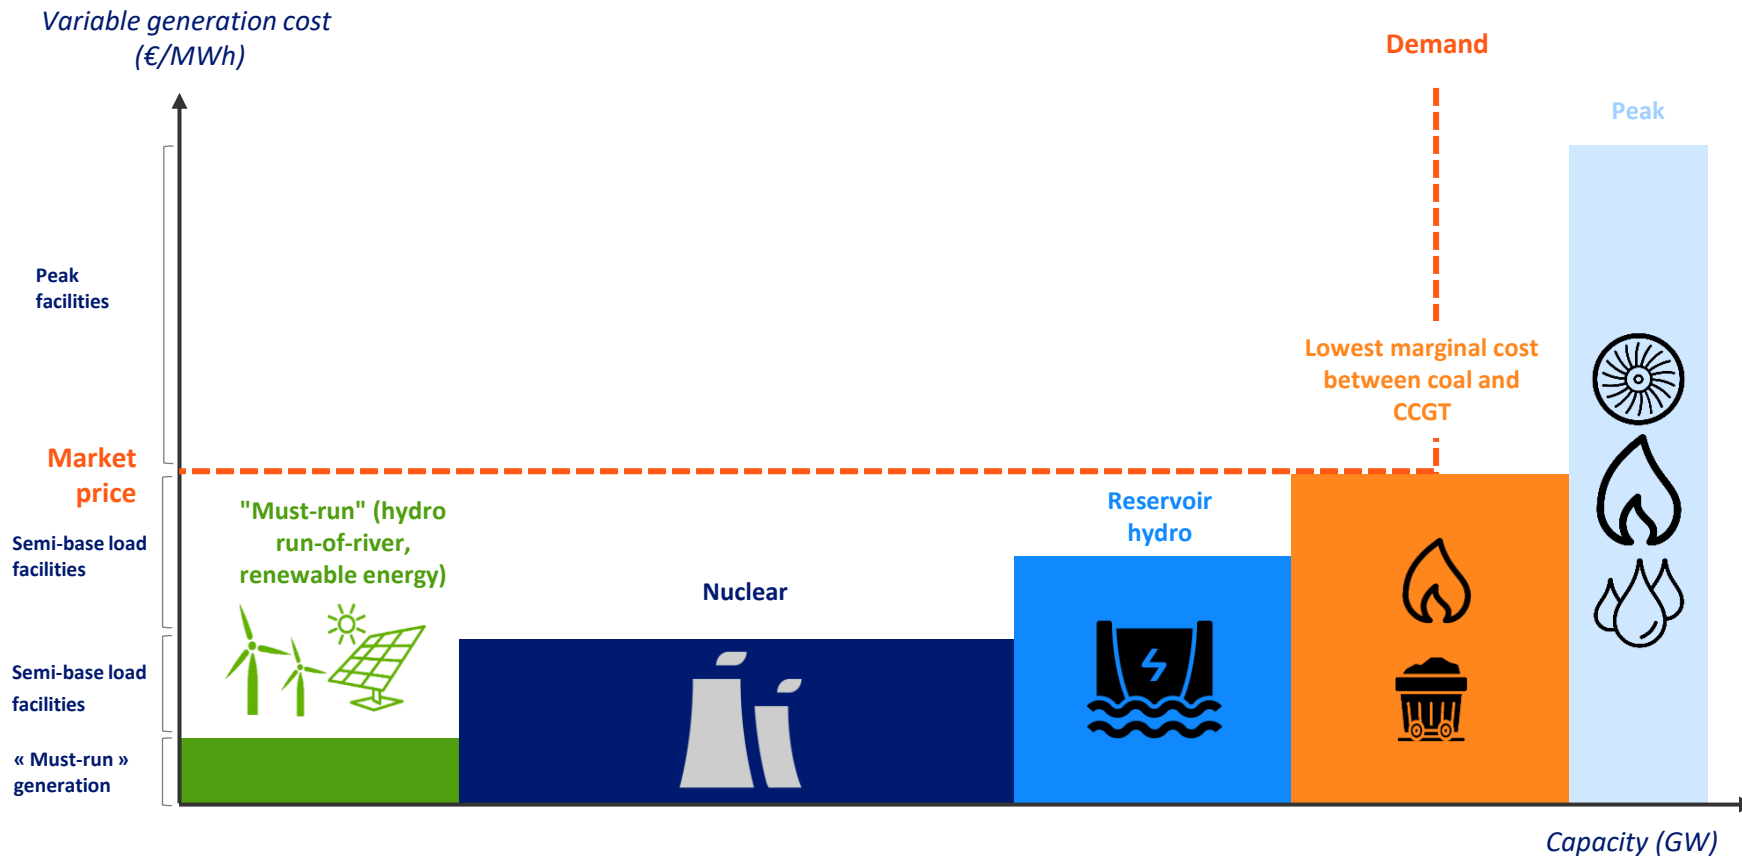 Variable generation cost
(€/MWh)
Demand
Peak
Peak
facilities
Lowest marginal cost
between coal and
CCGT
Market
price
"Must-run" (hydro
run-of-river,
renewable energy)
Reservoir
hydro
Semi-base load
facilities
Nuclear
Semi-base load
facilities
« Must-run »
generation
Capacity (GW)